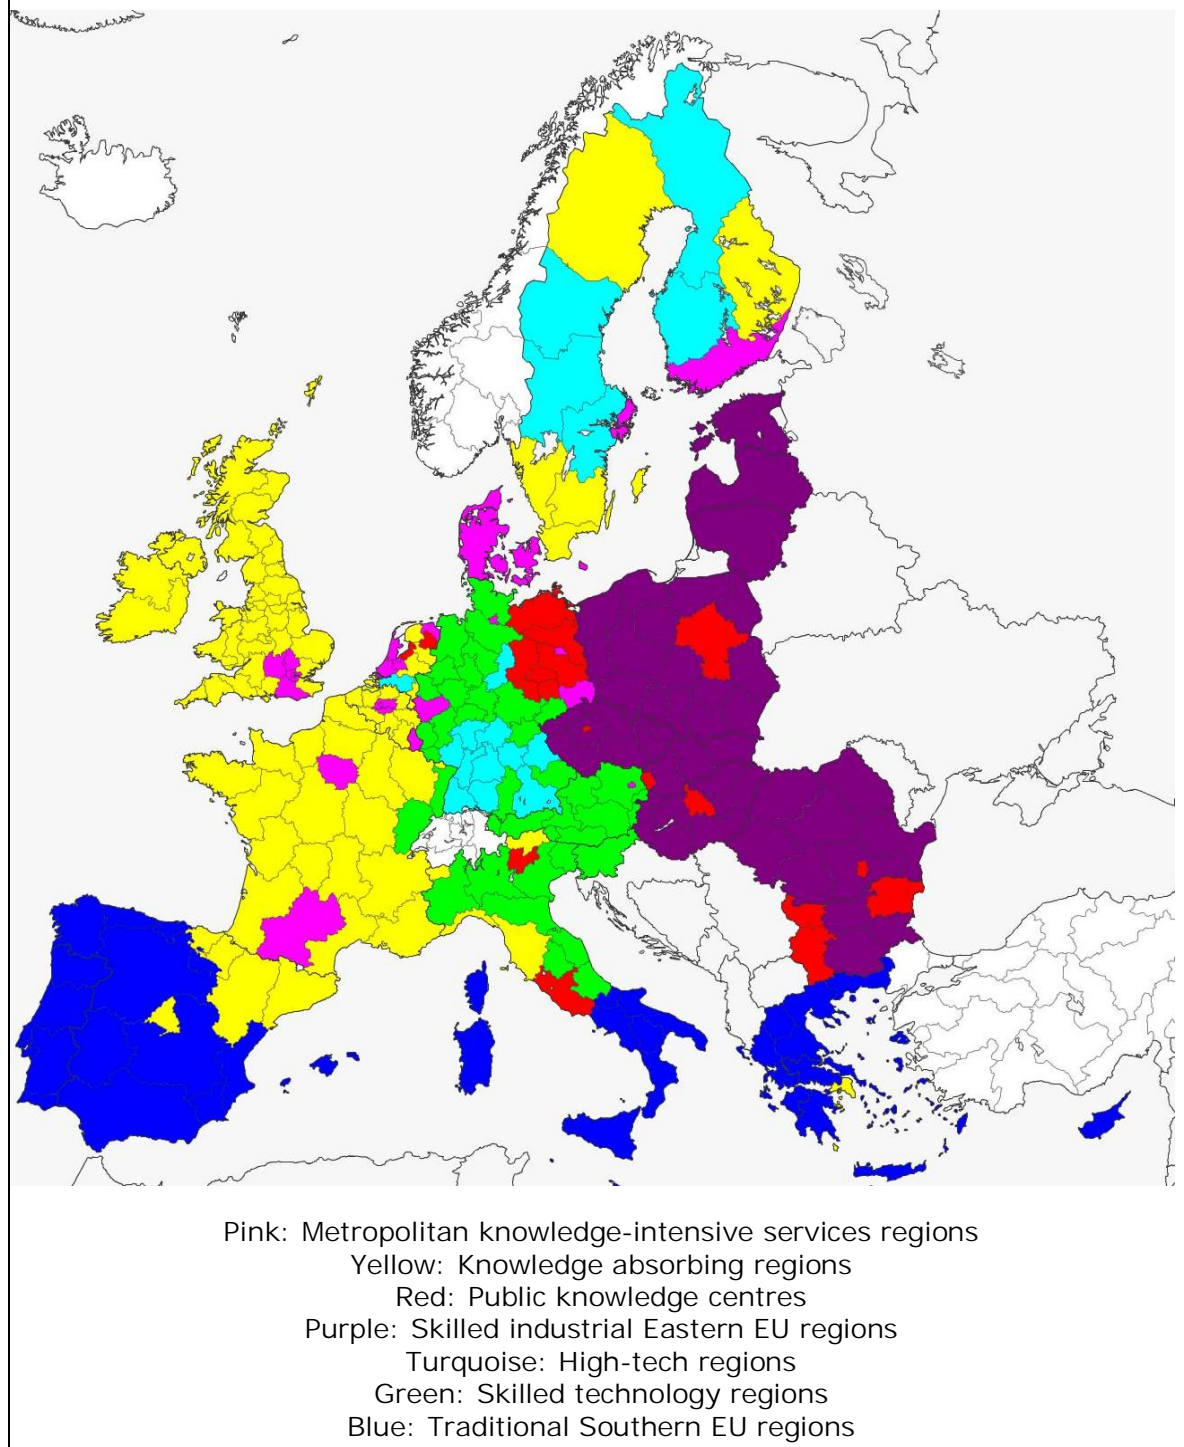 Pink: Metropolitan knowledge-intensive services regions
Yellow: Knowledge absorbing regions
Red: Public knowledge centres
Purple: Skilled industrial Eastern EU regions
Turquoise: High-tech regions
Green: Skilled technology regions
Blue: Traditional Southern EU regions